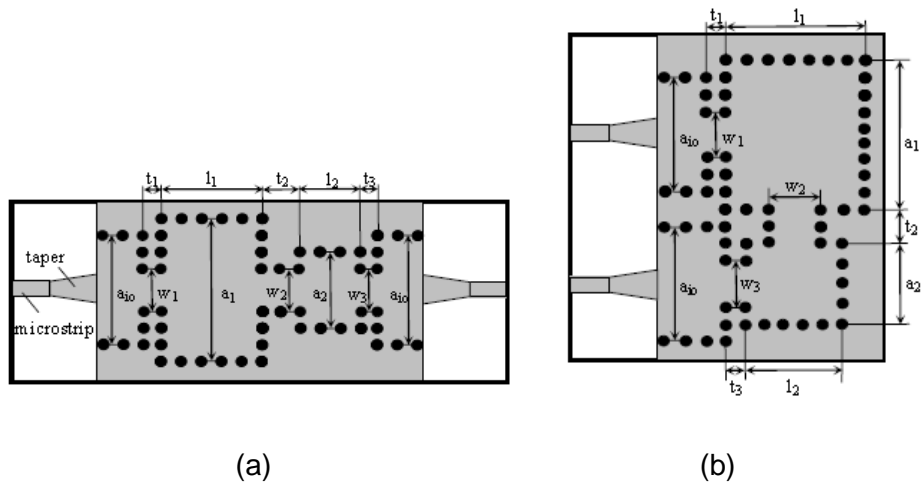 t1 l1 t2 l2 t3
taper
microstrip
aio w1 a1 w2 a2 w3 aio
(a)
t1 l1
aio w1 a1
w2
t2
aio w3 a2
t3 l2
(b)